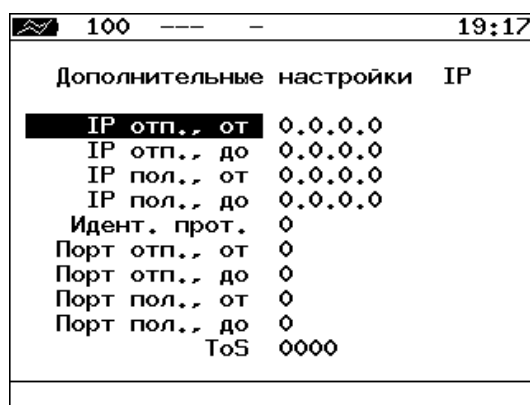 100 --- - 19:17
Дополнительные настройки IP
IP отп., от 0.0.0.0
IP отп., до 0.0.0.0
IP пол., от 0.0.0.0
IP пол., до 0.0.0.0
Идент. прот. 0
Порт отп., от 0
Порт отп., до 0
Порт пол., от 0
Порт пол., до 0
ToS 0000